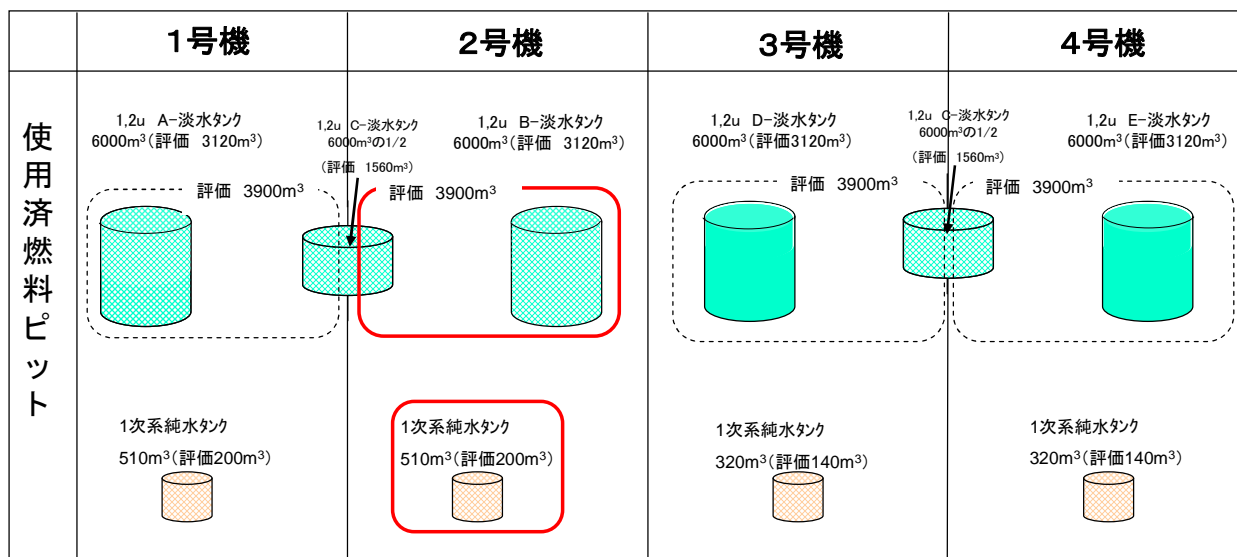 1号機
2号機
3号機
4号機
使用済燃料ピット
1,2u A-淡水タンク
6000m³(評価 3120m³)
1,2u C-淡水タンク
6000m³の1/2
(評価 1560m³)
1,2u B-淡水タンク
6000m³(評価 3120m³)
1,2u D-淡水タンク
6000m³(評価3120m³)
1,2u C-淡水タンク
6000m³の1/2
(評価 1560m³)
1,2u E-淡水タンク
6000m³(評価3120m³)
評価 3900m³
評価 3900m³
評価 3900m³
評価 3900m³
1次系純水タンク
510m³(評価200m³)
1次系純水タンク
510m³(評価200m³)
1次系純水タンク
320m³(評価140m³)
1次系純水タンク
320m³(評価140m³)